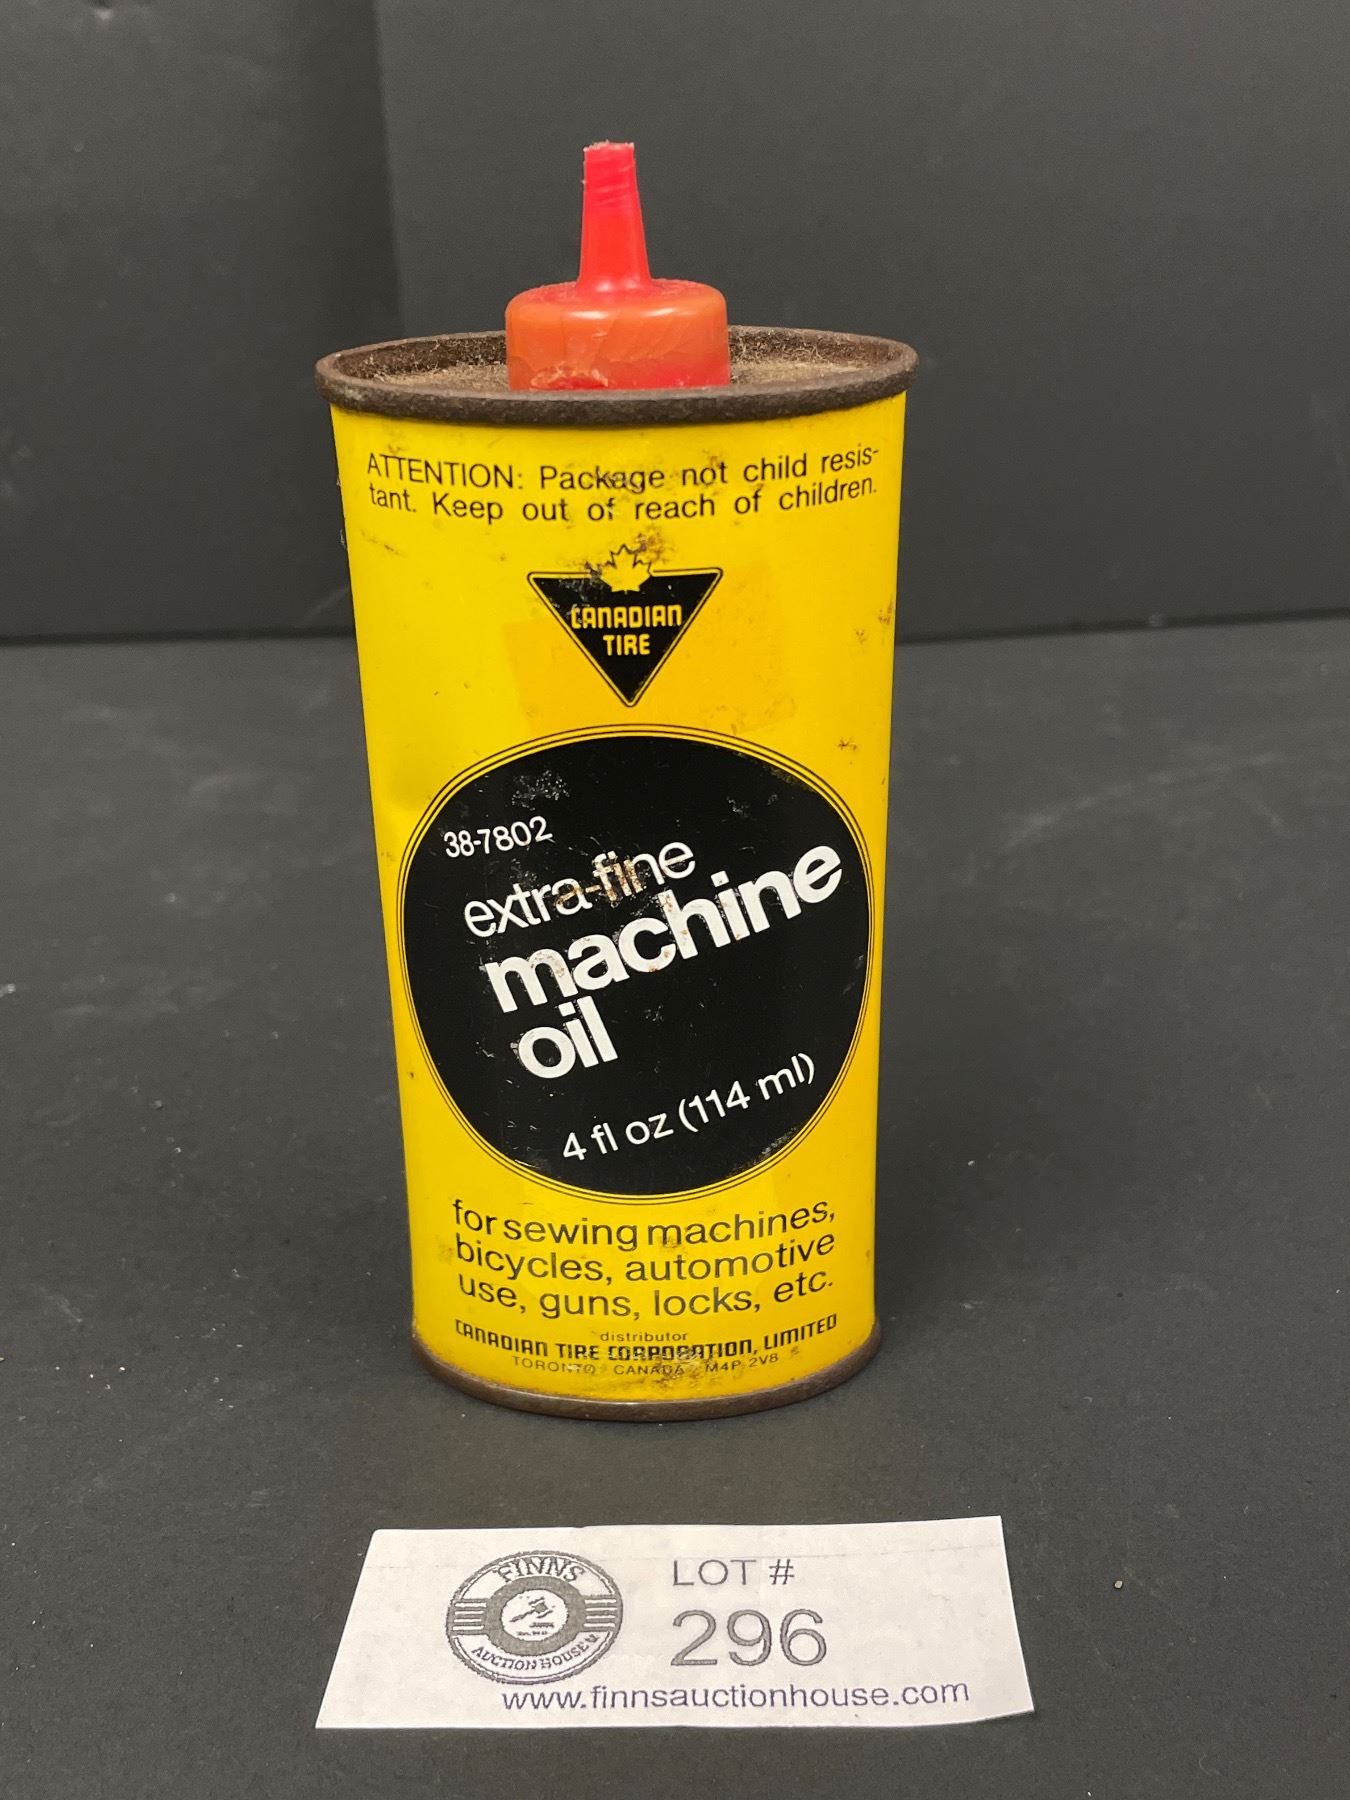 ATTENTION: Package not child resis-
tant. Keep out of reach of children.
CANADIAN
TIRE
38-7802
extra-fine
machine
oil
4 fl oz (114 ml)
for sewing machines,
bicycles, automotive
use, guns, locks, etc.
distributor
CANADIAN TIRE CORPORATION, LIMITED
TORONTO CANADA M4P 2V8
FINNS
AUCTION HOUSE
LOT #
296
www.finnsauctionhouse.com